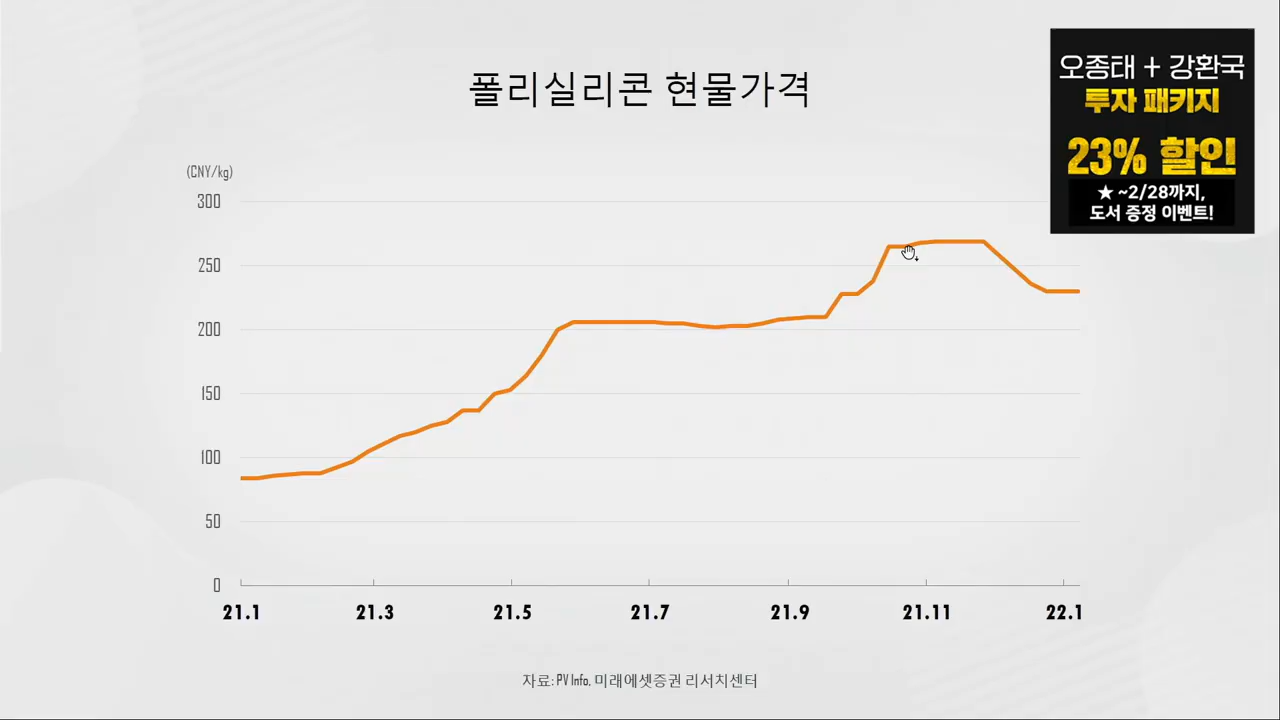 폴리실리콘 현물가격
오종태 + 강환국
투자 패키지
23% 할인
★ ~2/28까지,
도서 증정 이벤트!
(CNY/kg)
300
250
200
150
100
50
0
21.1 21.3 21.5 21.7 21.9 21.11 22.1
자료: PV Info, 미래에셋증권 리서치센터